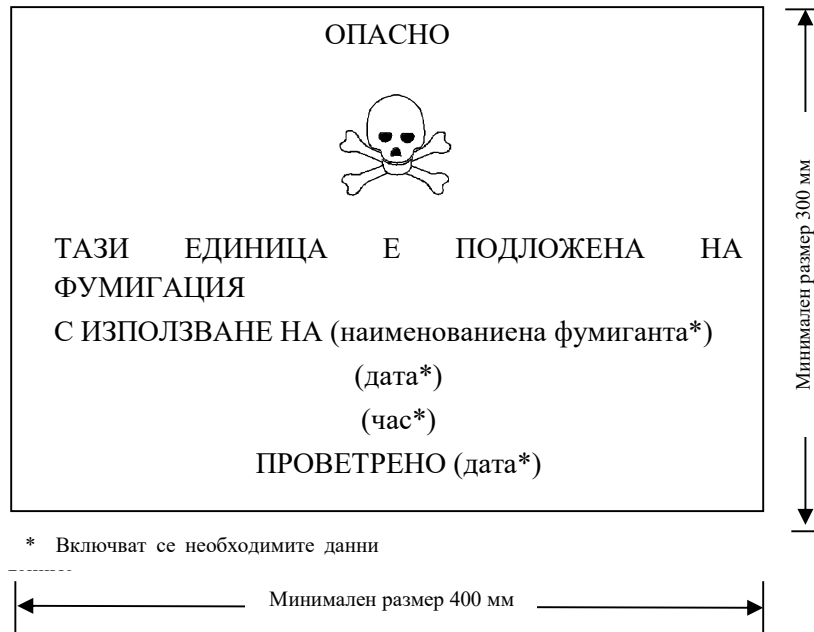 ОПАСНО
ТАЗИ ЕДИНИЦА Е ПОДЛОЖЕНА НА
ФУМИГАЦИЯ
С ИЗПОЛЗВАНЕ НА (наименованиена фумиганта*)
(дата*)
(час*)
ПРОВЕТРЕНО (дата*)
Минимален размер 300 мм
* Включват се необходимите данни
Минимален размер 400 мм